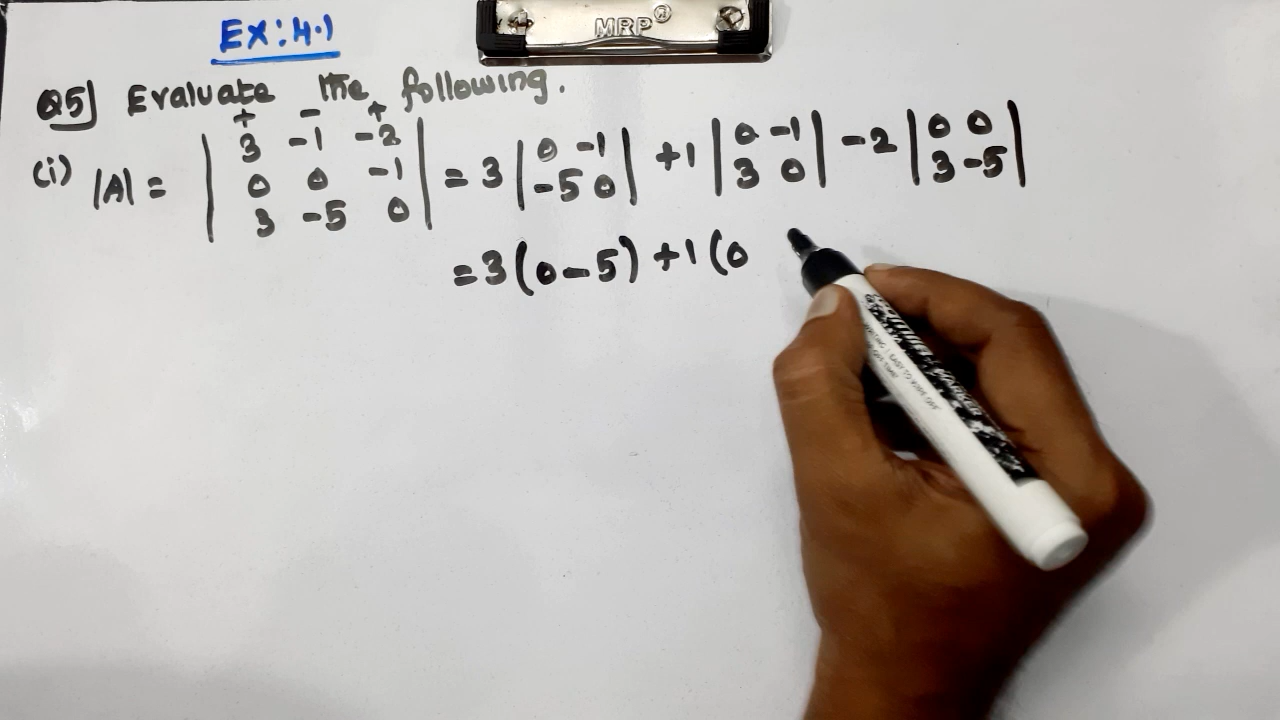 MRP®
Ex:4.1
Q5] Evaluate the following.
+ - +
(i) |A| = | 3 -1 -2 | = 3 | 0 -1 | +1 | 0 -1 | -2 | 0 0 |
| 0 0 -1 | | -5 0 | | 3 0 | | 3 -5 |
| 3 -5 0 |
= 3(0-5) +1(0
MARKER